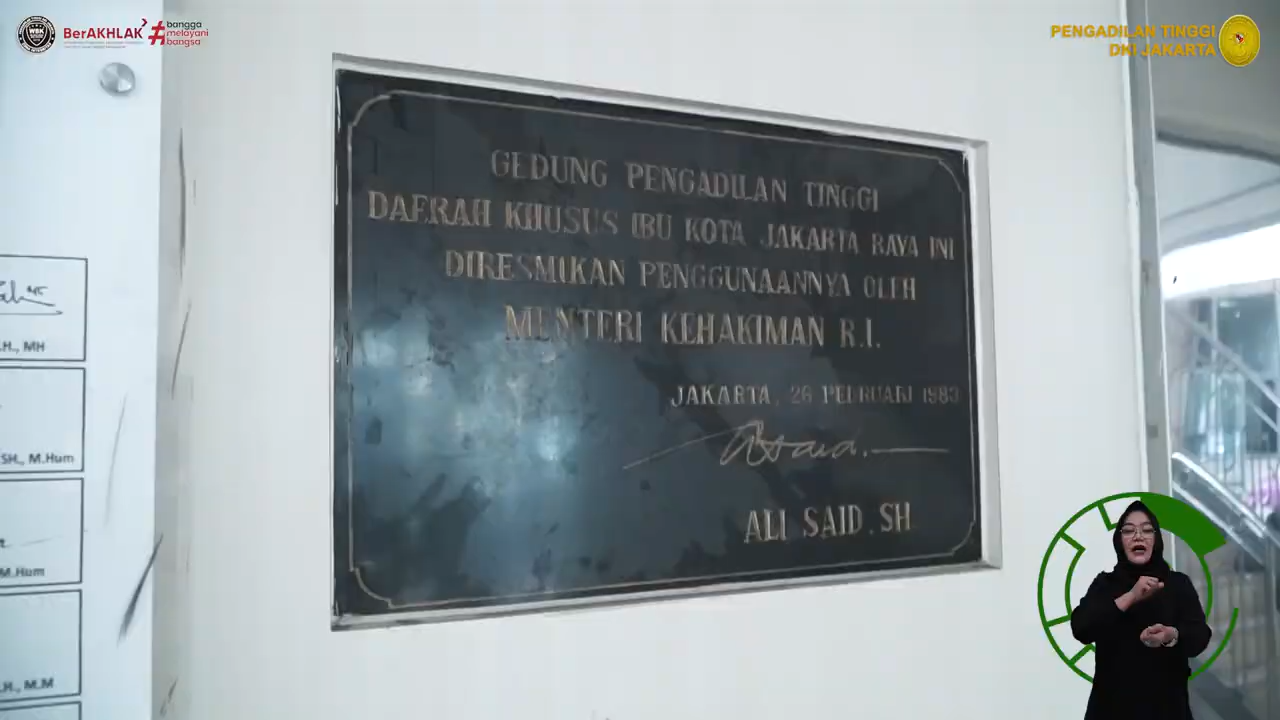 BerAKHLAK
#bangga
melayani
bangsa
PENGADILAN TINGGI
DKI JAKARTA
GEDUNG PENGADILAN TINGGI
DAERAH KHUSUS IBU KOTA JAKARTA RAYA INI
DIRESMIKAN PENGGUNAANNYA OLEH
MENTERI KEHAKIMAN R.I.
JAKARTA, 26 PEBRUARI 1983
ALI SAID.SH
.H., MH
SH., M.Hum
M.Hum
.H., M.M